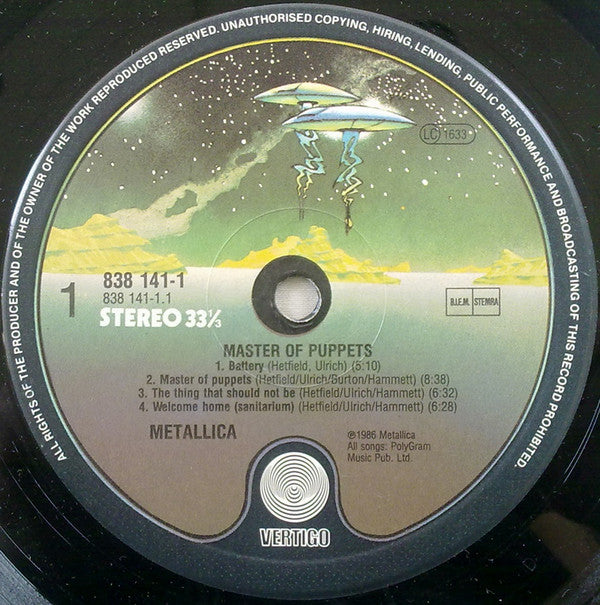 ALL RIGHTS OF THE PRODUCER AND OF THE OWNER OF THE WORK REPRODUCED RESERVED. UNAUTHORISED COPYING, HIRING, LENDING, PUBLIC PERFORMANCE AND BROADCASTING OF THIS RECORD PROHIBITED.
LC 1633
1
838 141-1
838 141-1.1
STEREO 33⅓
B.I.E.M. STEMRA
MASTER OF PUPPETS
1. Battery (Hetfield, Ulrich) (5:10)
2. Master of puppets (Hetfield/Ulrich/Burton/Hammett) (8:38)
3. The thing that should not be (Hetfield/Ulrich/Hammett) (6:32)
4. Welcome home (sanitarium) (Hetfield/Ulrich/Hammett) (6:28)
METALLICA
℗1986 Metallica
All songs: PolyGram
Music Pub. Ltd.
VERTIGO